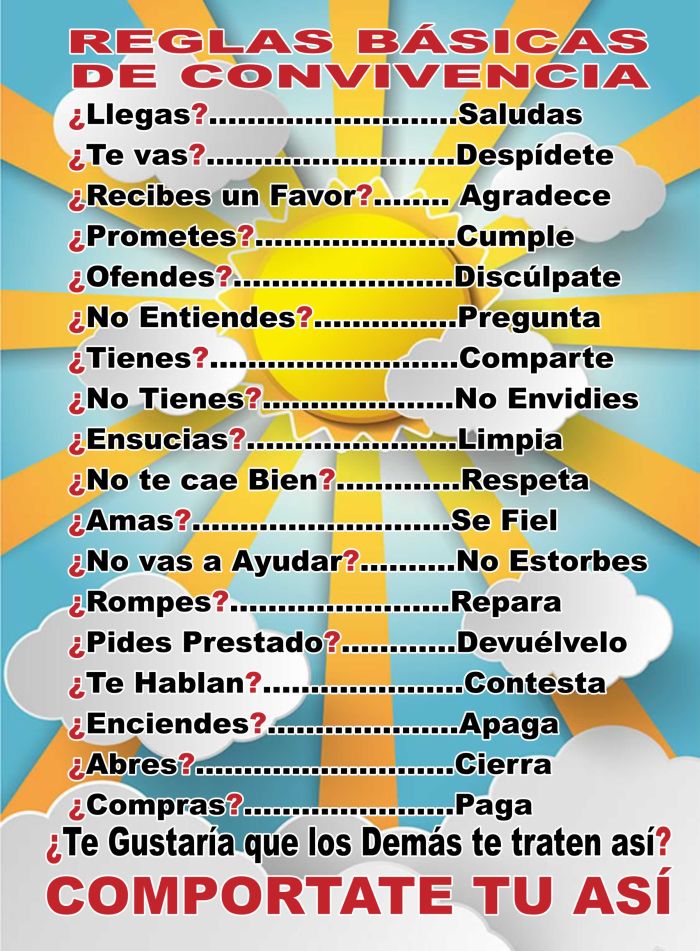 REGLAS BÁSICAS
DE CONVIVENCIA
¿Llegas?..........................Saludas
¿Te vas?..........................Despídete
¿Recibes un Favor?........ Agradece
¿Prometes?.....................Cumple
¿Ofendes?.......................Discúlpate
¿No Entiendes?...............Pregunta
¿Tienes?..........................Comparte
¿No Tienes?....................No Envidies
¿Ensucias?......................Limpia
¿No te cae Bien?.............Respeta
¿Amas?...........................Se Fiel
¿No vas a Ayudar?..........No Estorbes
¿Rompes?.......................Repara
¿Pides Prestado?............Devuélvelo
¿Te Hablan?.....................Contesta
¿Enciendes?....................Apaga
¿Abres?...........................Cierra
¿Compras?......................Paga
¿Te Gustaría que los Demás te traten así?
COMPORTATE TU ASÍ